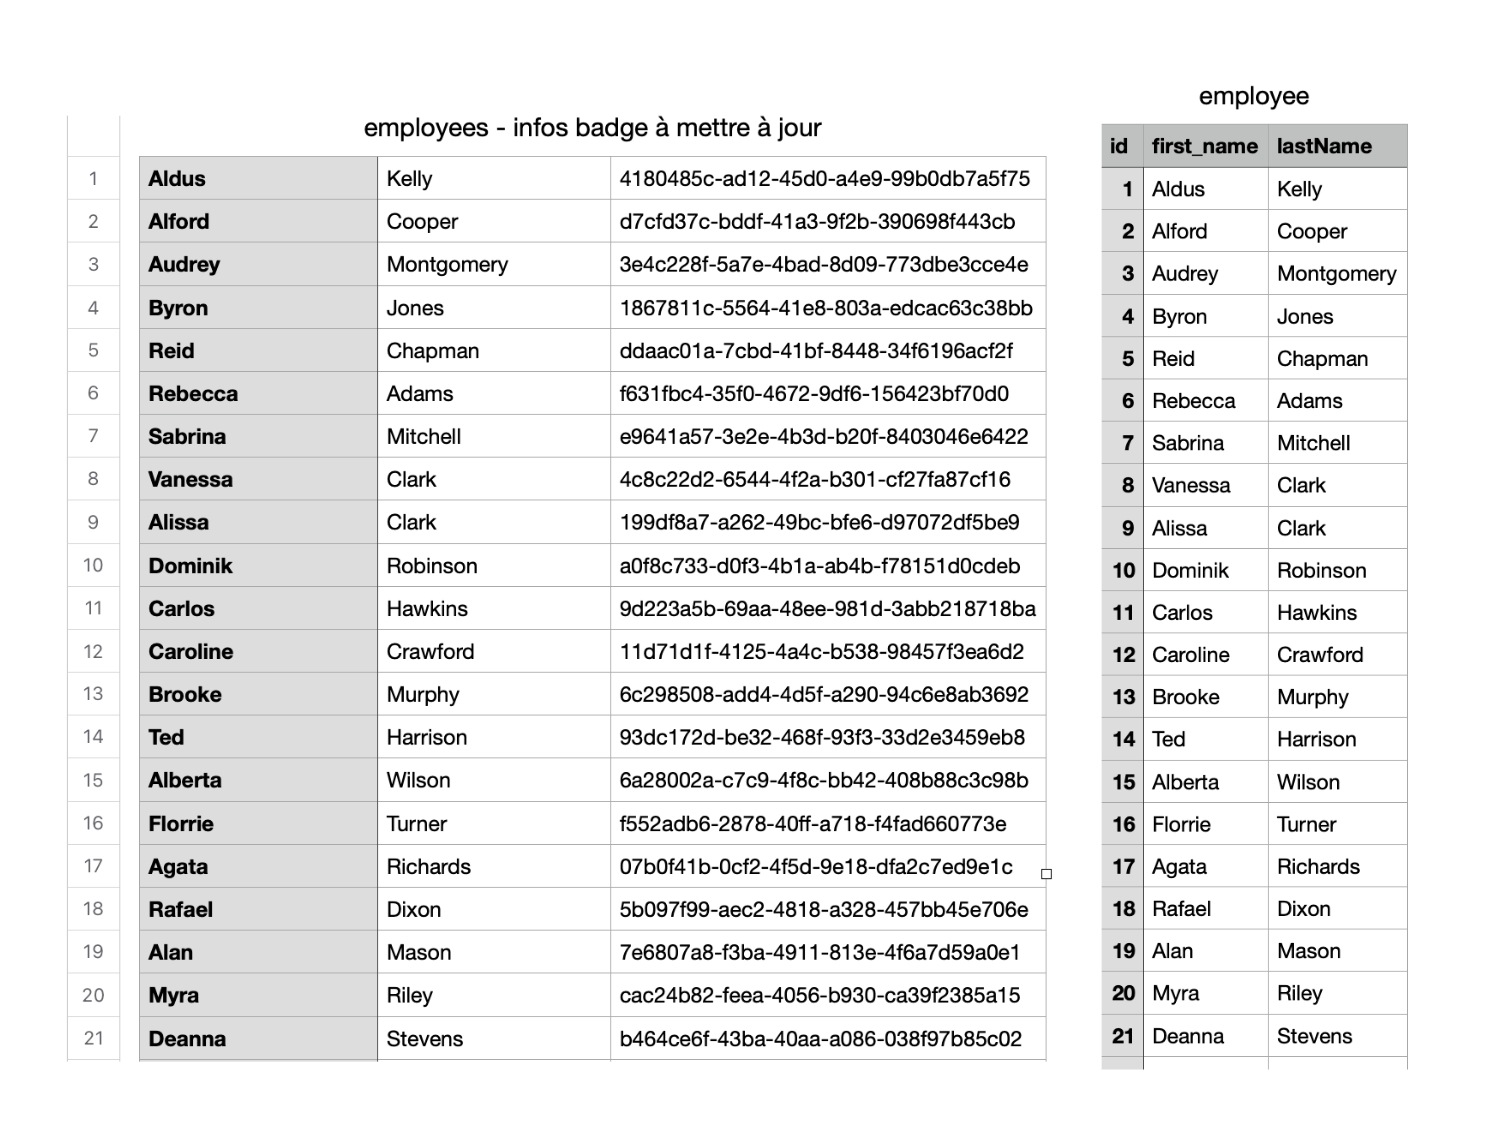 employees - infos badge à mettre à jour
1 Aldus Kelly 4180485c-ad12-45d0-a4e9-99b0db7a5f75
2 Alford Cooper d7cfd37c-bddf-41a3-9f2b-390698f443cb
3 Audrey Montgomery 3e4c228f-5a7e-4bad-8d09-773dbe3cce4e
4 Byron Jones 1867811c-5564-41e8-803a-edcac63c38bb
5 Reid Chapman ddaac01a-7cbd-41bf-8448-34f6196acf2f
6 Rebecca Adams f631fbc4-35f0-4672-9df6-156423bf70d0
7 Sabrina Mitchell e9641a57-3e2e-4b3d-b20f-8403046e6422
8 Vanessa Clark 4c8c22d2-6544-4f2a-b301-cf27fa87cf16
9 Alissa Clark 199df8a7-a262-49bc-bfe6-d97072df5be9
10 Dominik Robinson a0f8c733-d0f3-4b1a-ab4b-f78151d0cdeb
11 Carlos Hawkins 9d223a5b-69aa-48ee-981d-3abb218718ba
12 Caroline Crawford 11d71d1f-4125-4a4c-b538-98457f3ea6d2
13 Brooke Murphy 6c298508-add4-4d5f-a290-94c6e8ab3692
14 Ted Harrison 93dc172d-be32-468f-93f3-33d2e3459eb8
15 Alberta Wilson 6a28002a-c7c9-4f8c-bb42-408b88c3c98b
16 Florrie Turner f552adb6-2878-40ff-a718-f4fad660773e
17 Agata Richards 07b0f41b-0cf2-4f5d-9e18-dfa2c7ed9e1c
18 Rafael Dixon 5b097f99-aec2-4818-a328-457bb45e706e
19 Alan Mason 7e6807a8-f3ba-4911-813e-4f6a7d59a0e1
20 Myra Riley cac24b82-feea-4056-b930-ca39f2385a15
21 Deanna Stevens b464ce6f-43ba-40aa-a086-038f97b85c02
employee
id first_name lastName
1 Aldus Kelly
2 Alford Cooper
3 Audrey Montgomery
4 Byron Jones
5 Reid Chapman
6 Rebecca Adams
7 Sabrina Mitchell
8 Vanessa Clark
9 Alissa Clark
10 Dominik Robinson
11 Carlos Hawkins
12 Caroline Crawford
13 Brooke Murphy
14 Ted Harrison
15 Alberta Wilson
16 Florrie Turner
17 Agata Richards
18 Rafael Dixon
19 Alan Mason
20 Myra Riley
21 Deanna Stevens